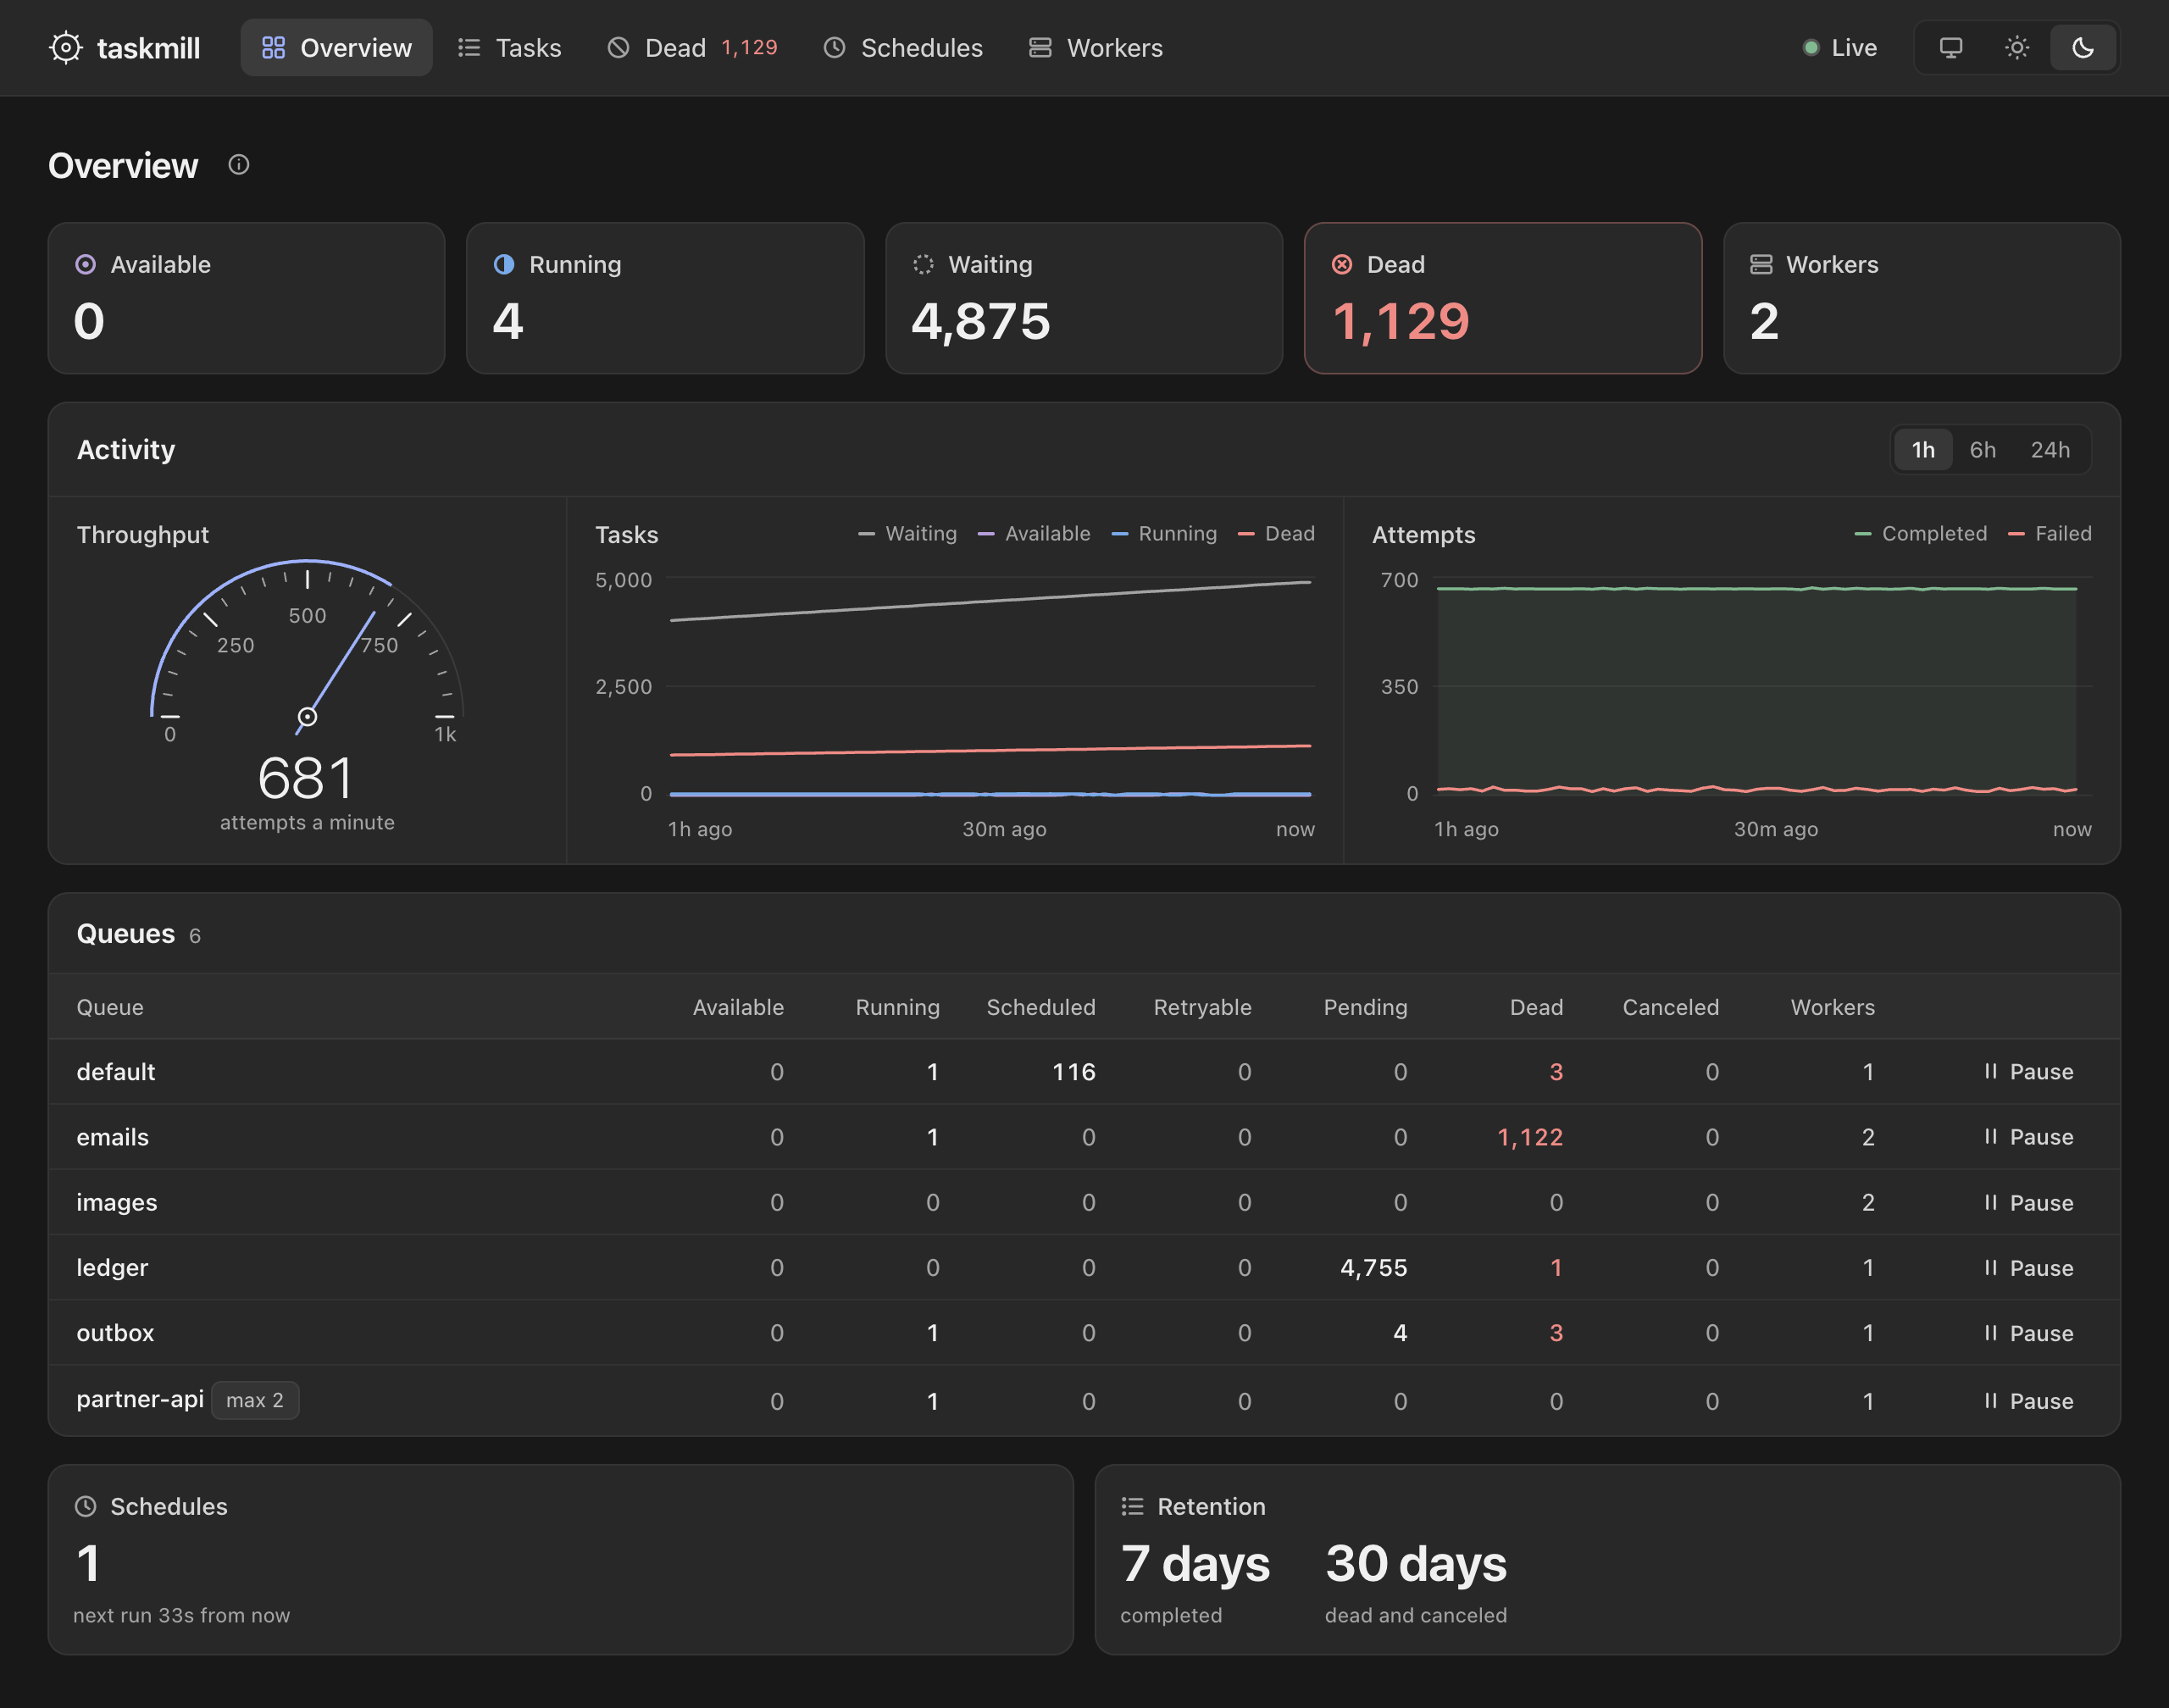 taskmill Overview Tasks Dead 1,129 Schedules Workers Live
Overview
Available Running Waiting Dead Workers
0 4 4,875 1,129 2
Activity 1h 6h 24h
Throughput
0 250 500 750 1k
681
attempts a minute
Tasks Waiting Available Running Dead
5,000
2,500
0
1h ago 30m ago now
Attempts Completed Failed
700
350
0
1h ago 30m ago now
Queues 6
Queue Available Running Scheduled Retryable Pending Dead Canceled Workers
default 0 1 116 0 0 3 0 1 Pause
emails 0 1 0 0 0 1,122 0 2 Pause
images 0 0 0 0 0 0 0 2 Pause
ledger 0 0 0 0 4,755 1 0 1 Pause
outbox 0 1 0 0 4 3 0 1 Pause
partner-api max 2 0 1 0 0 0 0 0 1 Pause
Schedules
1
next run 33s from now
Retention
7 days 30 days
completed dead and canceled